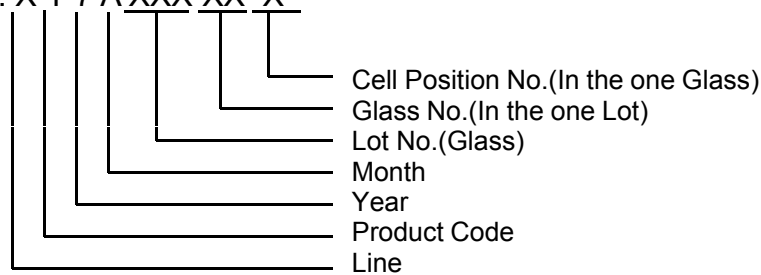 Cell Position No.(In the one Glass)
Glass No.(In the one Lot)
Lot No.(Glass)
Month
Year
Product Code
Line